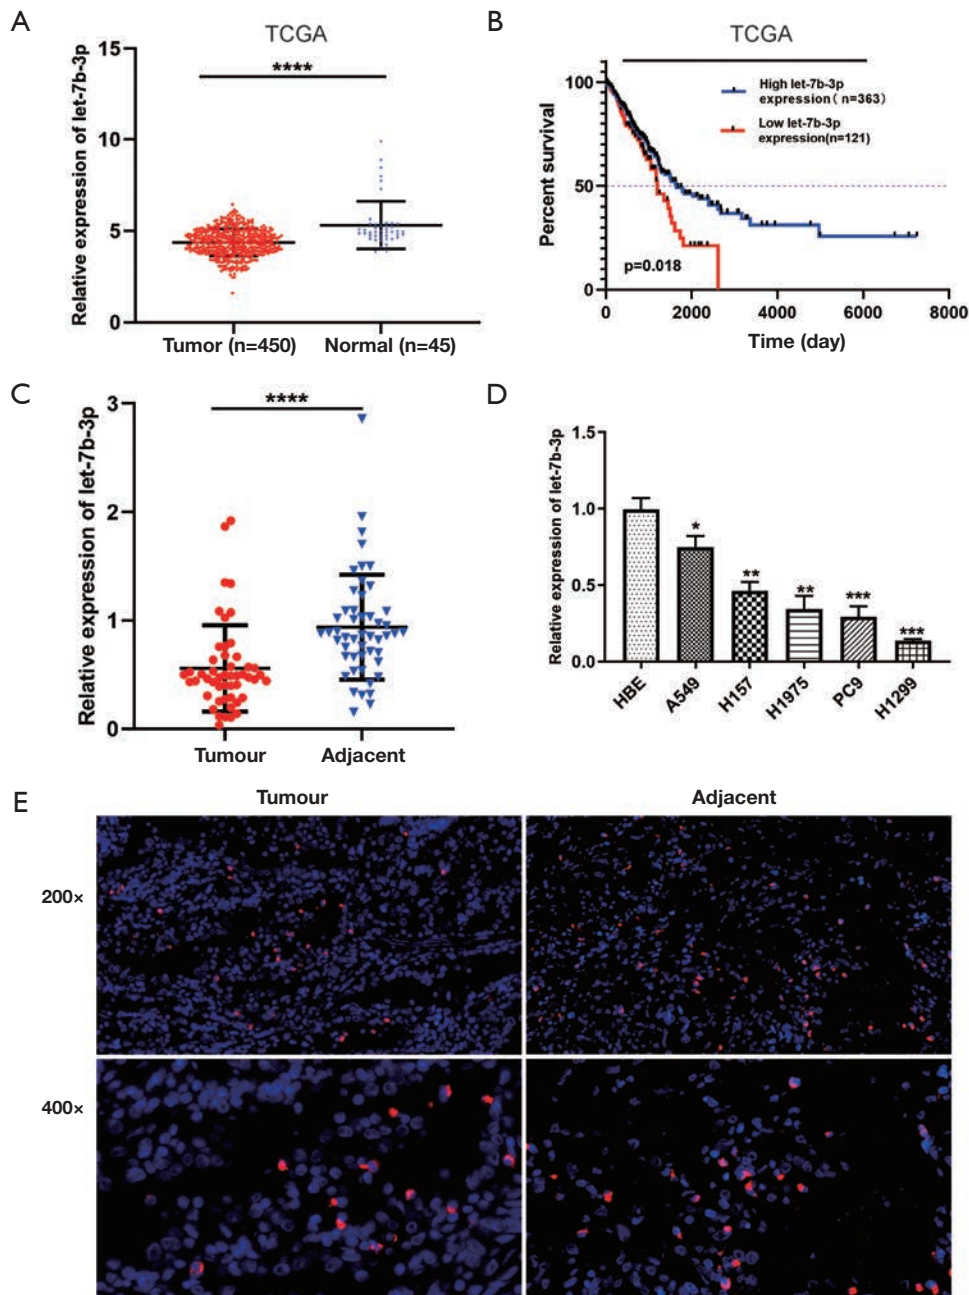 A
TCGA
Relative expression of let-7b-3p
15
10
5
0
****
Tumor (n=450)
Normal (n=45)
B
TCGA
Percent survival
100
50
0
High let-7b-3p
expression( n=363)
Low let-7b-3p
expression(n=121)
p=0.018
0
2000
4000
6000
8000
Time (day)
C
Relative expression of let-7b-3p
3
2
1
0
****
Tumour
Adjacent
D
Relative expression of let-7b-3p
1.5
1.0
0.5
0.0
*
**
**
***
***
HBE
A549
H157
H1975
PC9
H1299
E
Tumour
Adjacent
200×
400×